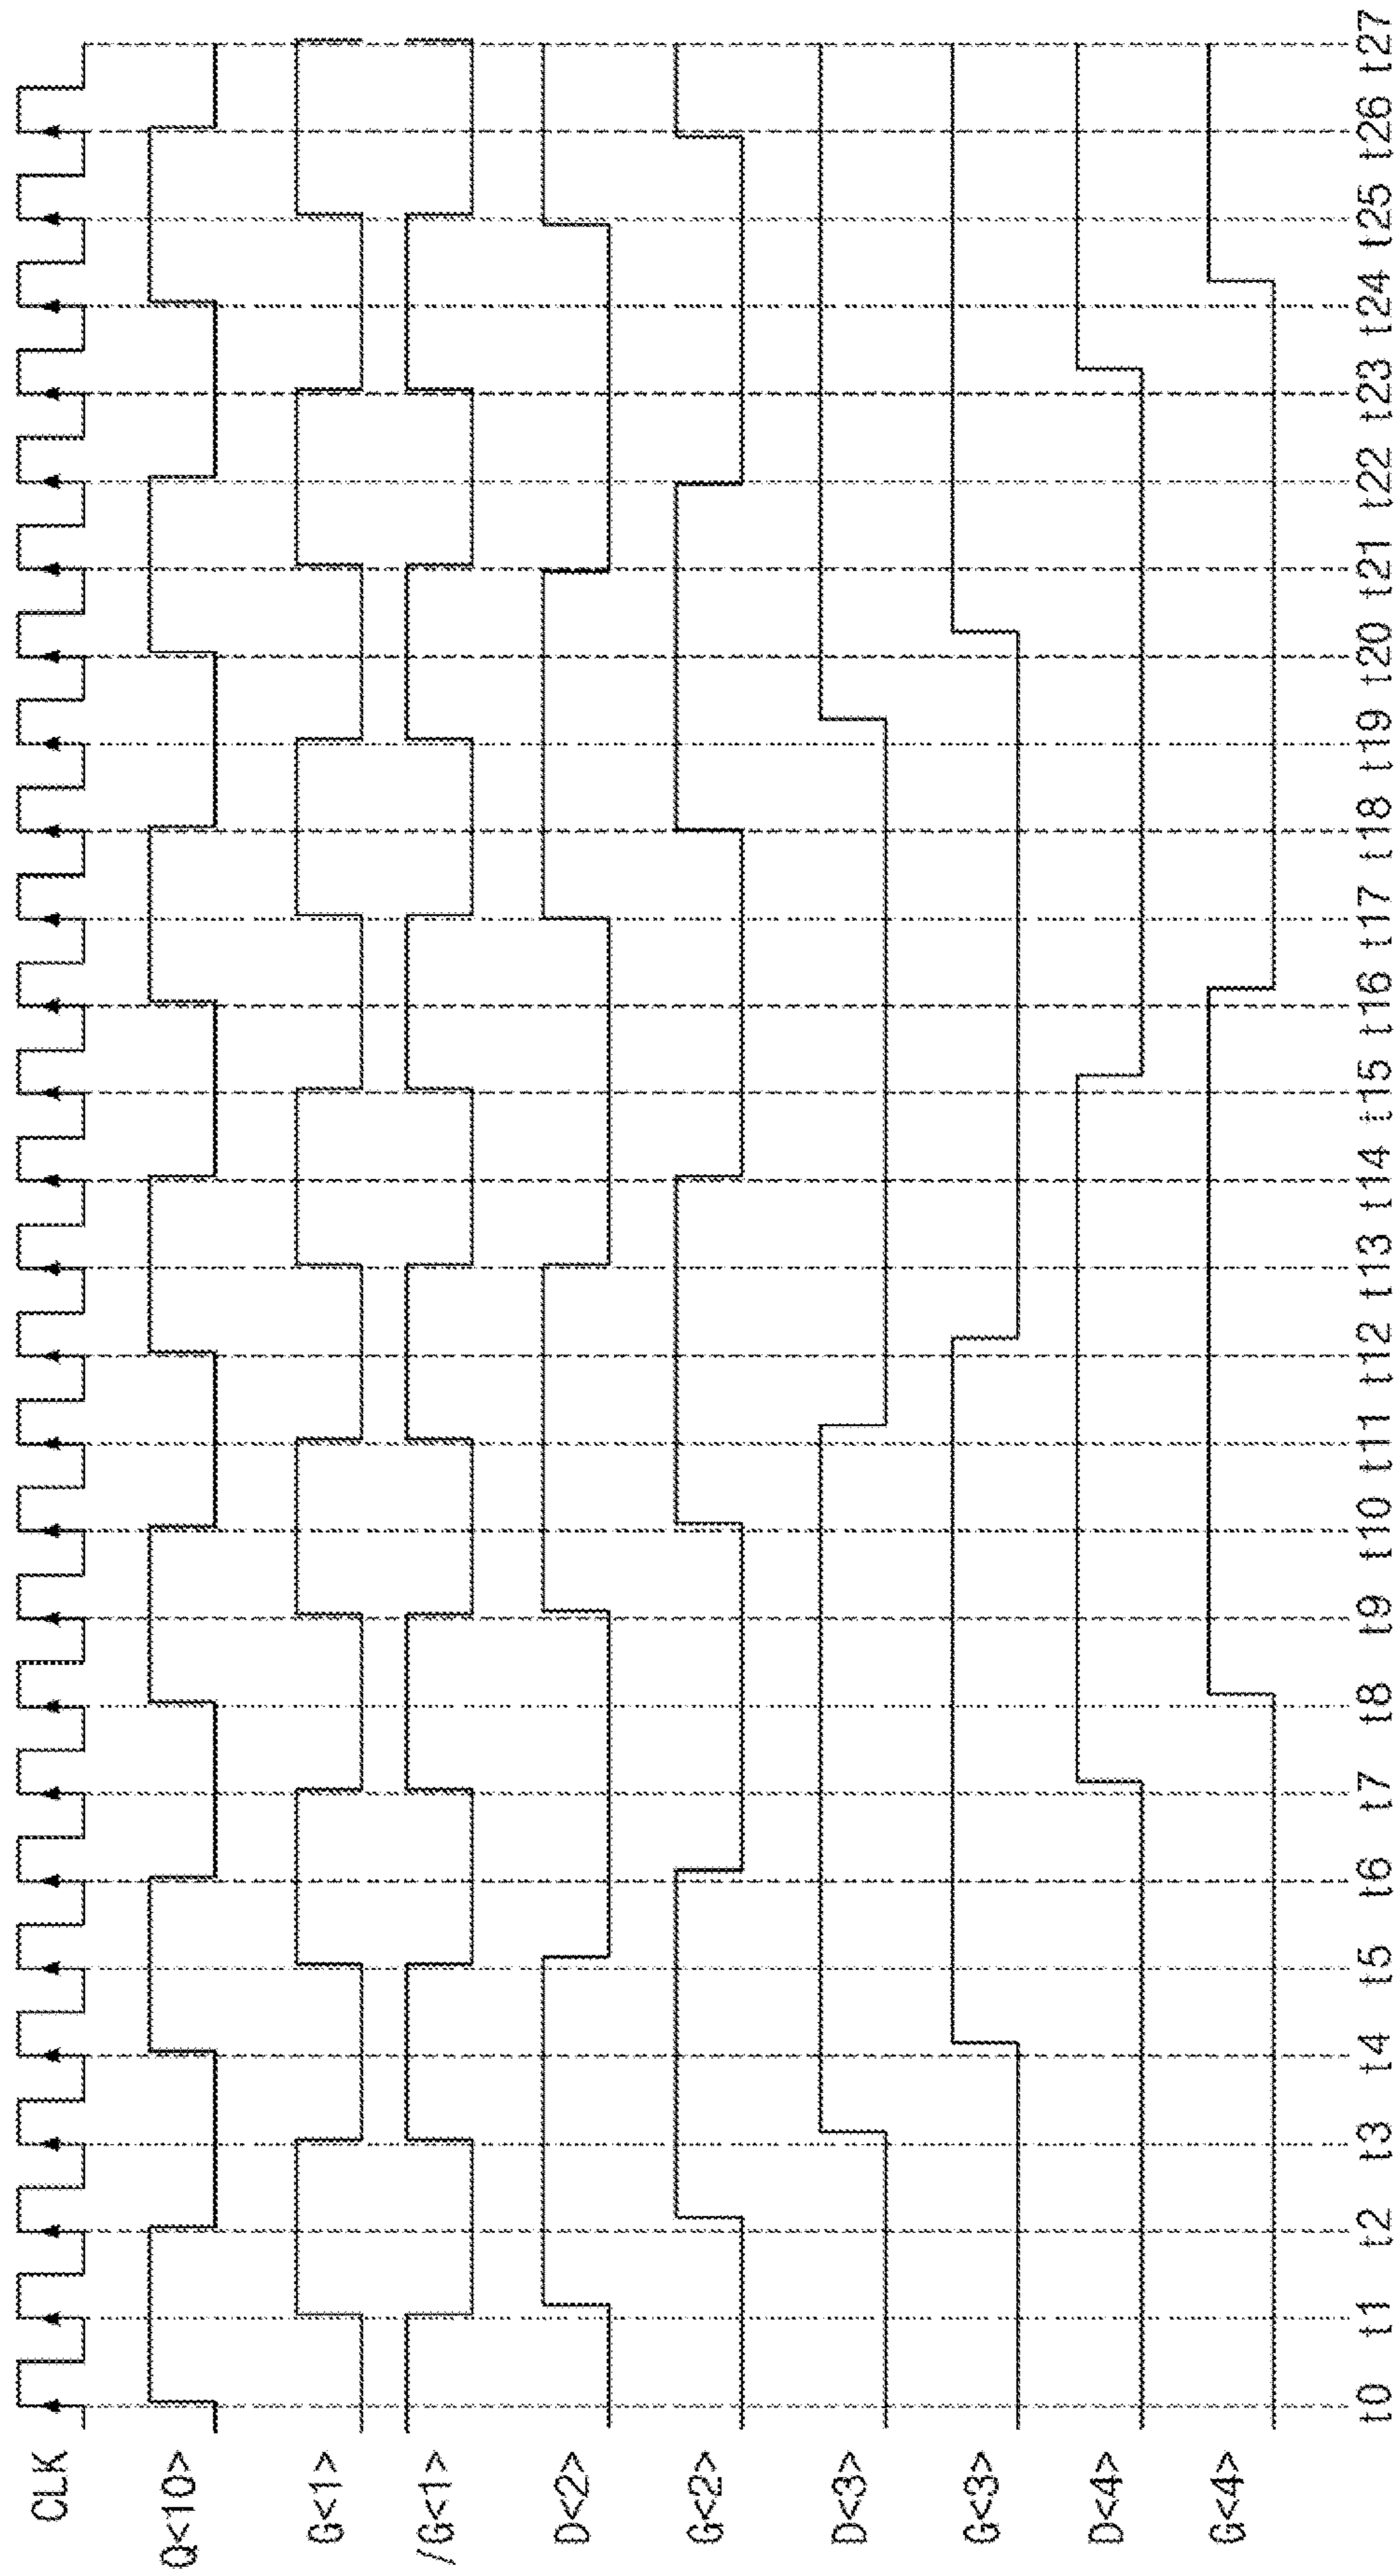 CLK
Q<10>
G<1>
/G<1>
D<2>
G<2>
D<3>
G<3>
D<4>
G<4>
t0 t1 t2 t3 t4 t5 t6 t7 t8 t9 t10 t11 t12 t13 t14 t15 t16 t17 t18 t19 t20 t21 t22 t23 t24 t25 t26 t27